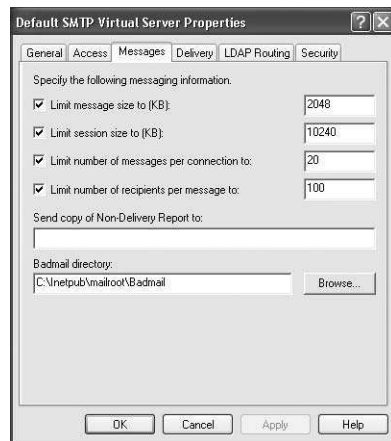 Default SMTP Virtual Server Properties
General Access Messages Delivery LDAP Routing Security
Specify the following messaging information.
Limit message size to (KB): 2048
Limit session size to (KB): 10240
Limit number of messages per connection to: 20
Limit number of recipients per message to: 100
Send copy of Non-Delivery Report to:
Badmail directory:
C:\Inetpub\mailroot\Badmail Browse...
OK Cancel Apply Help